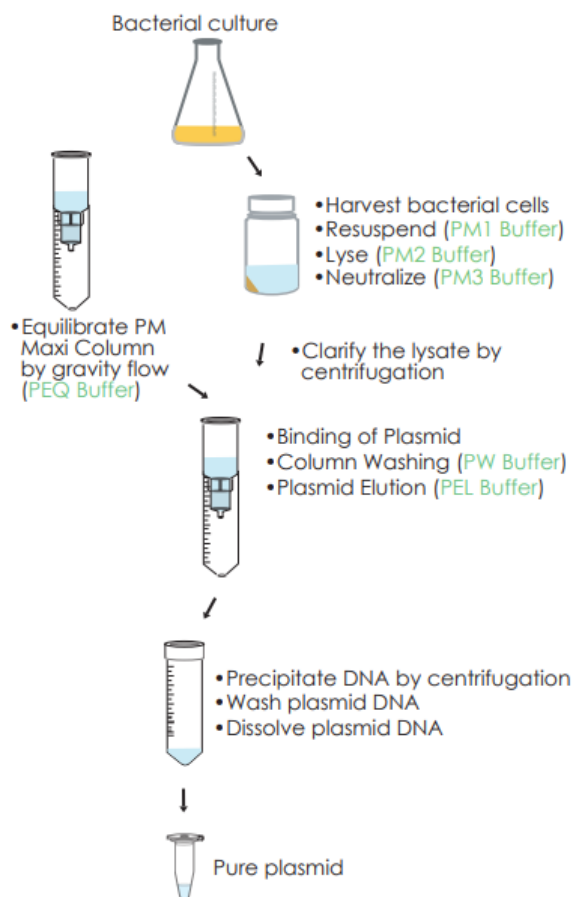 Bacterial culture
•Harvest bacterial cells
•Resuspend (PM1 Buffer)
•Lyse (PM2 Buffer)
•Neutralize (PM3 Buffer)
•Equilibrate PM
Maxi Column
by gravity flow
(PEQ Buffer)
•Clarify the lysate by
centrifugation
•Binding of Plasmid
•Column Washing (PW Buffer)
•Plasmid Elution (PEL Buffer)
•Precipitate DNA by centrifugation
•Wash plasmid DNA
•Dissolve plasmid DNA
Pure plasmid